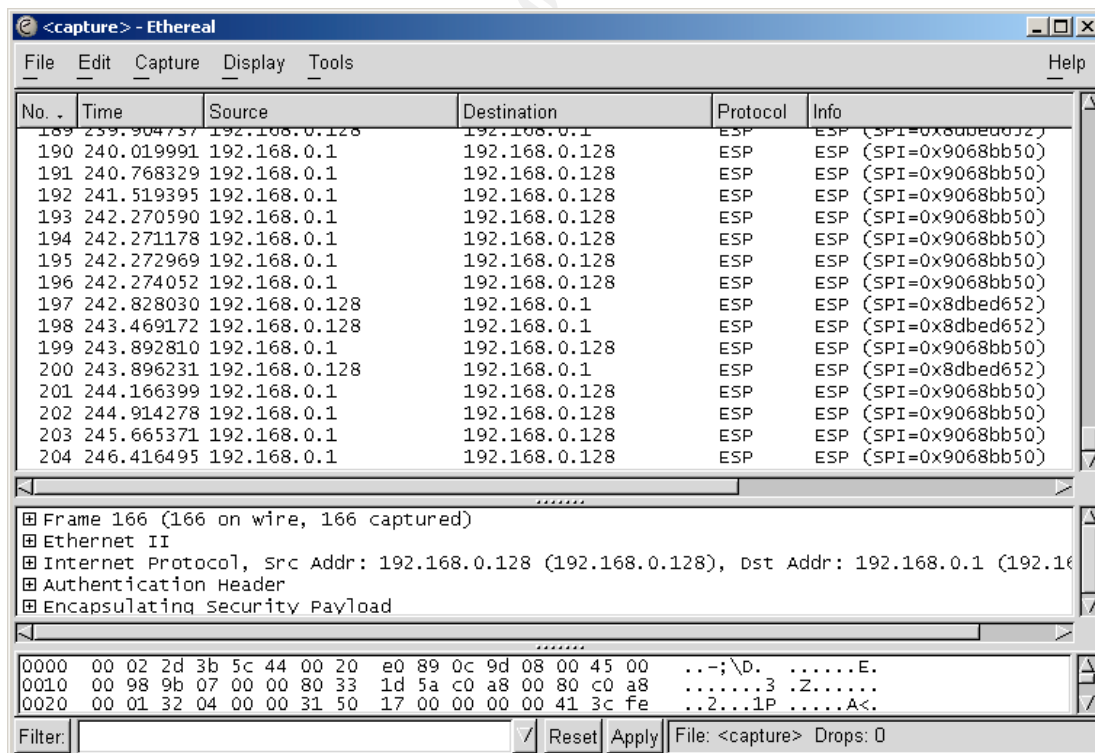 <capture> - Ethereal
File Edit Capture Display Tools Help
No. Time Source Destination Protocol Info
189 239.904737 192.168.0.128 192.168.0.1 ESP ESP (SPI=0x8dbed652)
190 240.019991 192.168.0.1 192.168.0.128 ESP ESP (SPI=0x9068bb50)
191 240.768329 192.168.0.1 192.168.0.128 ESP ESP (SPI=0x9068bb50)
192 241.519395 192.168.0.1 192.168.0.128 ESP ESP (SPI=0x9068bb50)
193 242.270590 192.168.0.1 192.168.0.128 ESP ESP (SPI=0x9068bb50)
194 242.271178 192.168.0.1 192.168.0.128 ESP ESP (SPI=0x9068bb50)
195 242.272969 192.168.0.1 192.168.0.128 ESP ESP (SPI=0x9068bb50)
196 242.274052 192.168.0.1 192.168.0.128 ESP ESP (SPI=0x9068bb50)
197 242.828030 192.168.0.128 192.168.0.1 ESP ESP (SPI=0x8dbed652)
198 243.469172 192.168.0.128 192.168.0.1 ESP ESP (SPI=0x8dbed652)
199 243.892810 192.168.0.1 192.168.0.128 ESP ESP (SPI=0x9068bb50)
200 243.896231 192.168.0.128 192.168.0.1 ESP ESP (SPI=0x8dbed652)
201 244.166399 192.168.0.1 192.168.0.128 ESP ESP (SPI=0x9068bb50)
202 244.914278 192.168.0.1 192.168.0.128 ESP ESP (SPI=0x9068bb50)
203 245.665371 192.168.0.1 192.168.0.128 ESP ESP (SPI=0x9068bb50)
204 246.416495 192.168.0.1 192.168.0.128 ESP ESP (SPI=0x9068bb50)
Frame 166 (166 on wire, 166 captured)
Ethernet II
Internet Protocol, Src Addr: 192.168.0.128 (192.168.0.128), Dst Addr: 192.168.0.1 (192.16
Authentication Header
Encapsulating Security Payload
0000 00 02 2d 3b 5c 44 00 20 e0 89 0c 9d 08 00 45 00 ..-;\D. ......E.
0010 00 98 9b 07 00 00 80 33 1d 5a c0 a8 00 80 c0 a8 .......3 .Z......
0020 00 01 32 04 00 00 31 50 17 00 00 00 00 41 3c fe ..2...1P .....A<.
Filter: Reset Apply File: <capture> Drops: 0